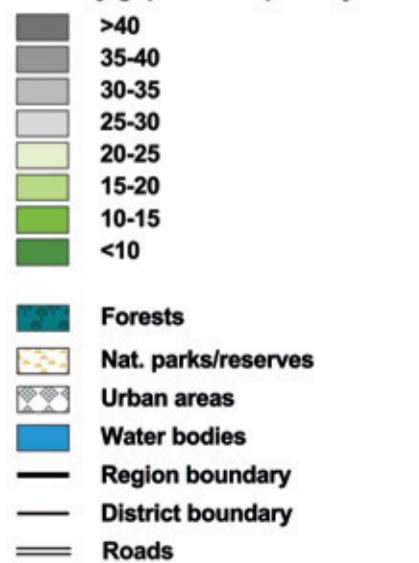 >40
35-40
30-35
25-30
20-25
15-20
10-15
<10
Forests
Nat. parks/reserves
Urban areas
Water bodies
Region boundary
District boundary
Roads